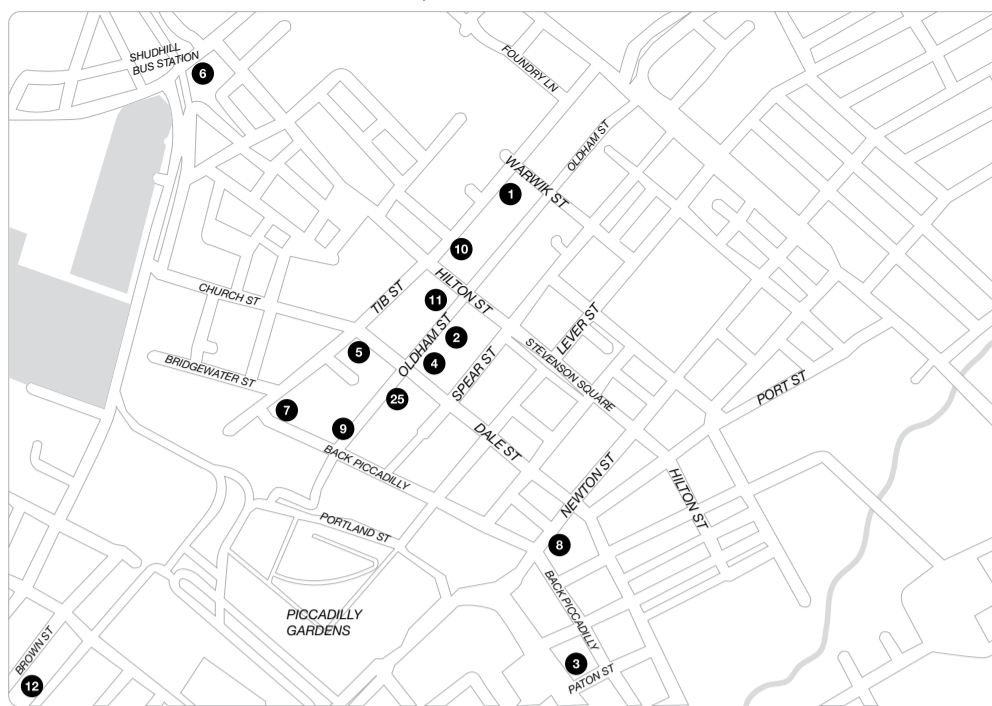 SHUDHILL
BUS STATION
6
FOUNDRY LN
OLDHAM ST
WARWIK ST
1
10
HILTON ST
TIB ST
CHURCH ST
11
OLDHAM ST
2
LEVER ST
5
4
SPEAR ST
STEVENSON SQUARE
BRIDGEWATER ST
PORT ST
25
7
9
DALE ST
BACK PICCADILLY
NEWTON ST
HILTON ST
PORTLAND ST
8
BACK PICCADILLY
PICCADILLY
GARDENS
BROWN ST
3
PATON ST
12